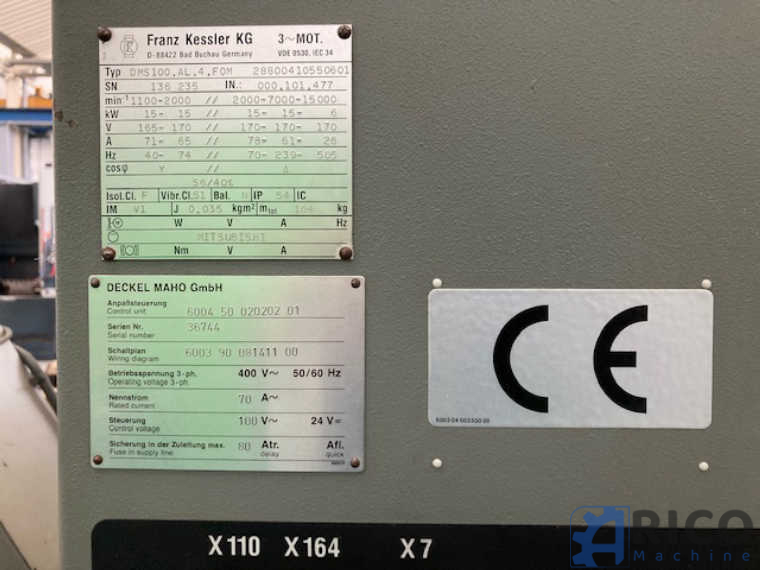 Franz Kessler KG 3~MOT.
D-88422 Bad Buchau Germany VDE 0530, IEC 34
Typ DMS100.AL.4.FOM 28800410550601
SN 136 235 IN.: 000.101.477
min-1 1100-2000 // 2000-7000-15000
kW 15- 15 // 15- 15- 6
V 165- 170 // 170- 170- 170
A 71- 65 // 78- 61- 26
Hz 40- 74 // 70- 239- 505
cosφ Y // Δ
S6/40%
Isol.Cl. F Vibr.Cl. S1 Bal. N IP 54 IC
IM V1 J 0,035 kgm² mtot kg
W V A Hz
MITSUBISHI
Nm V A
DECKEL MAHO GmbH
Anpaßsteuerung
Control unit 6004 50 020202 01
Serien Nr.
Serial number 36744
Schaltplan
Wiring diagram 6003 90 081411 00
Betriebsspannung 3-ph. 400 V~ 50/60 Hz
Operating voltage 3-ph.
Nennstrom
Rated current 70 A~
Steuerung
Control voltage 100 V~ 24 V=
Sicherung in der Zuleitung max. 80 Atr. Afl.
Fuse in supply line delay quick
CE
X110 X164 X7
ARICO
Machine